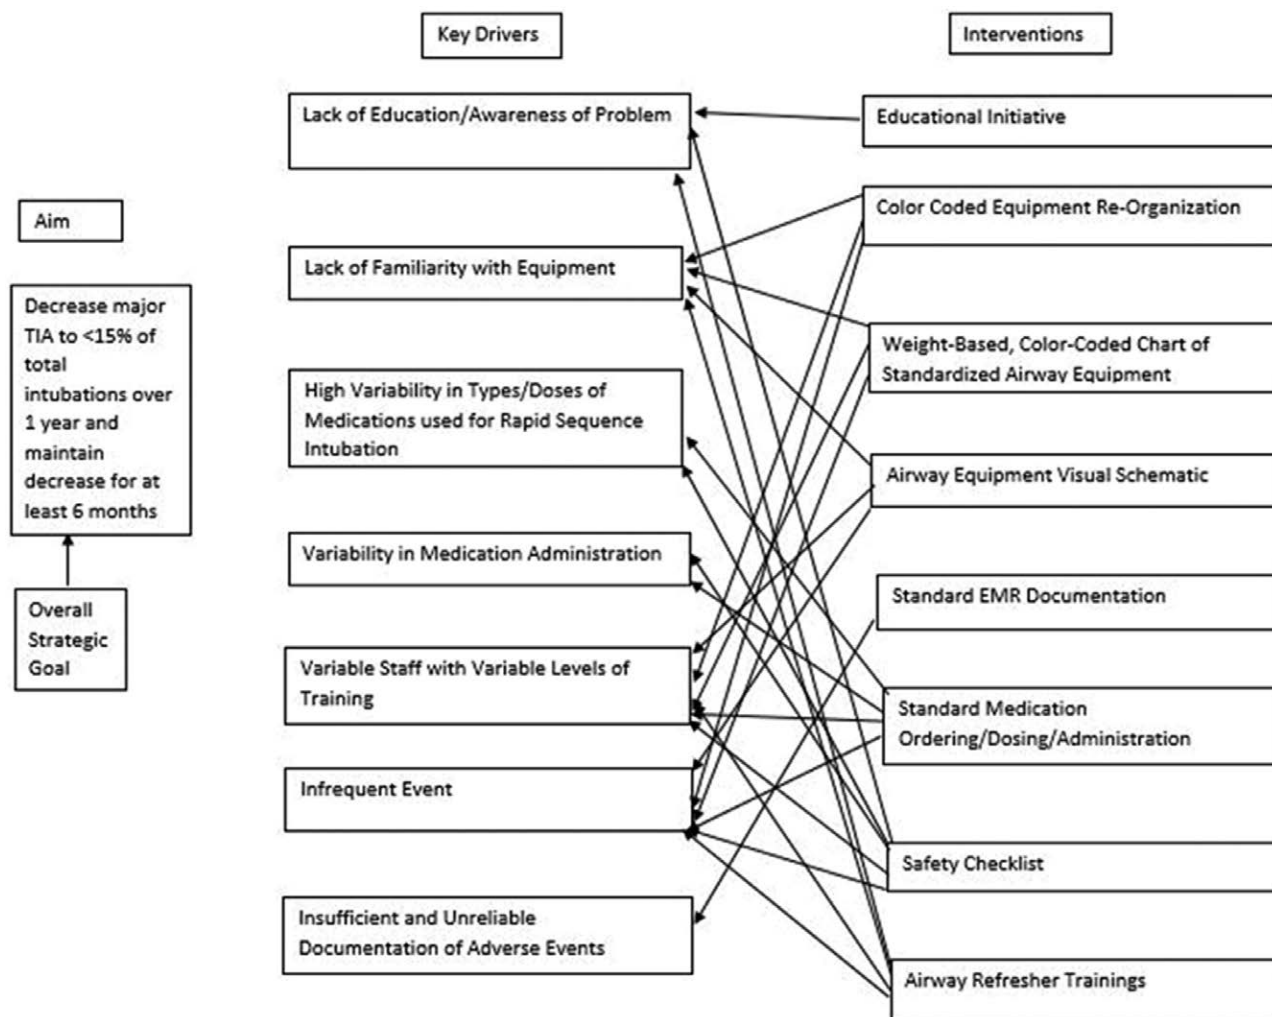 Key Drivers
Interventions
Lack of Education/Awareness of Problem
Educational Initiative
Aim
Color Coded Equipment Re-Organization
Lack of Familiarity with Equipment
Decrease major
TIA to <15% of
total
intubations over
1 year and
maintain
decrease for at
least 6 months
Weight-Based, Color-Coded Chart of
Standardized Airway Equipment
High Variability in Types/Doses of
Medications used for Rapid Sequence
Intubation
Airway Equipment Visual Schematic
Variability in Medication Administration
Standard EMR Documentation
Overall
Strategic
Goal
Variable Staff with Variable Levels of
Training
Standard Medication
Ordering/Dosing/Administration
Infrequent Event
Safety Checklist
Insufficient and Unreliable
Documentation of Adverse Events
Airway Refresher Trainings